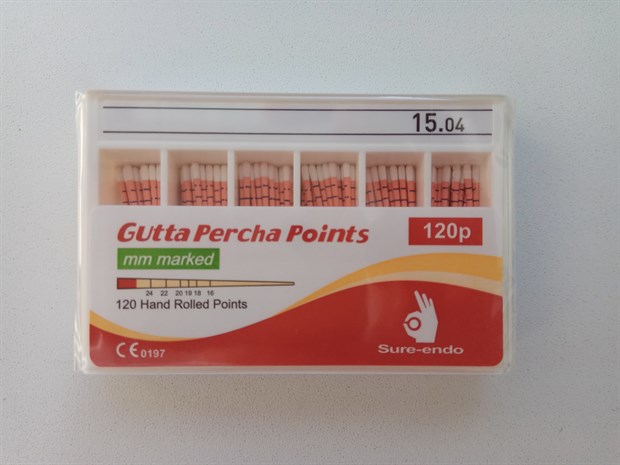 15.04
Gutta Percha Points
120p
mm marked
24 22 20 19 18 16
120 Hand Rolled Points
CE 0197
Sure-endo